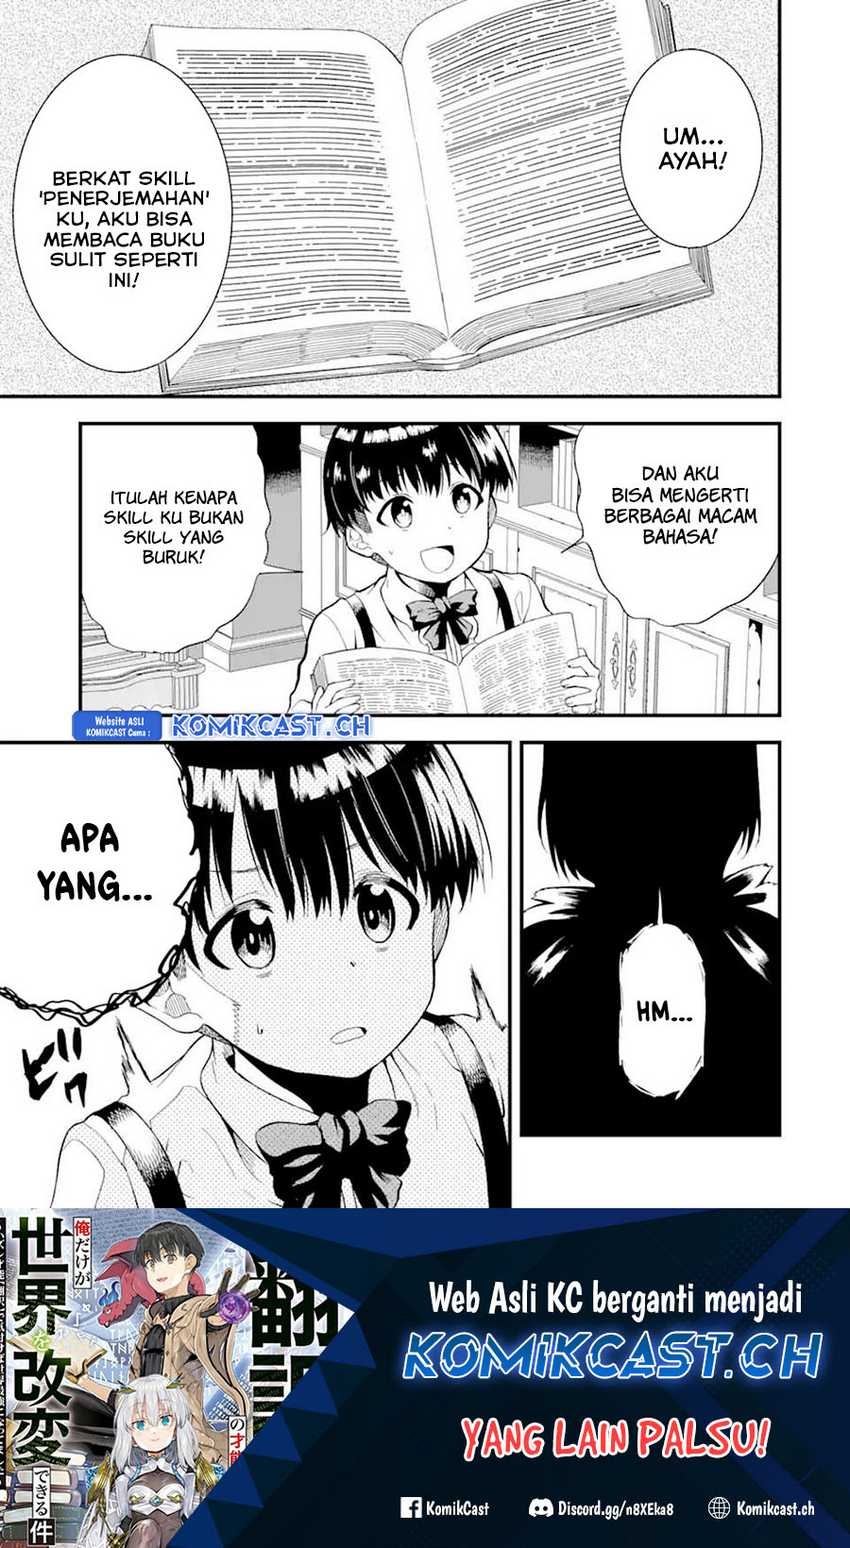 UM...
AYAH!
BERKAT SKILL
'PENERJEMAHAN'
KU, AKU BISA
MEMBACA BUKU
SULIT SEPERTI
INI!
DAN AKU
BISA MENGERTI
BERBAGAI MACAM
BAHASA!
ITULAH KENAPA
SKILL KU BUKAN
SKILL YANG
BURUK!
Website ASLI
KOMIKCAST Cuma :
KOMIKCAST.CH
HM...
APA
YANG...
ビクッ
俺だけが
世界を改変
できる件
翻訳
の才能
Web Asli KC berganti menjadi
KOMIKCAST.CH
YANG LAIN PALSU!
KomikCast
Discord.gg/n8XEka8
Komikcast.ch